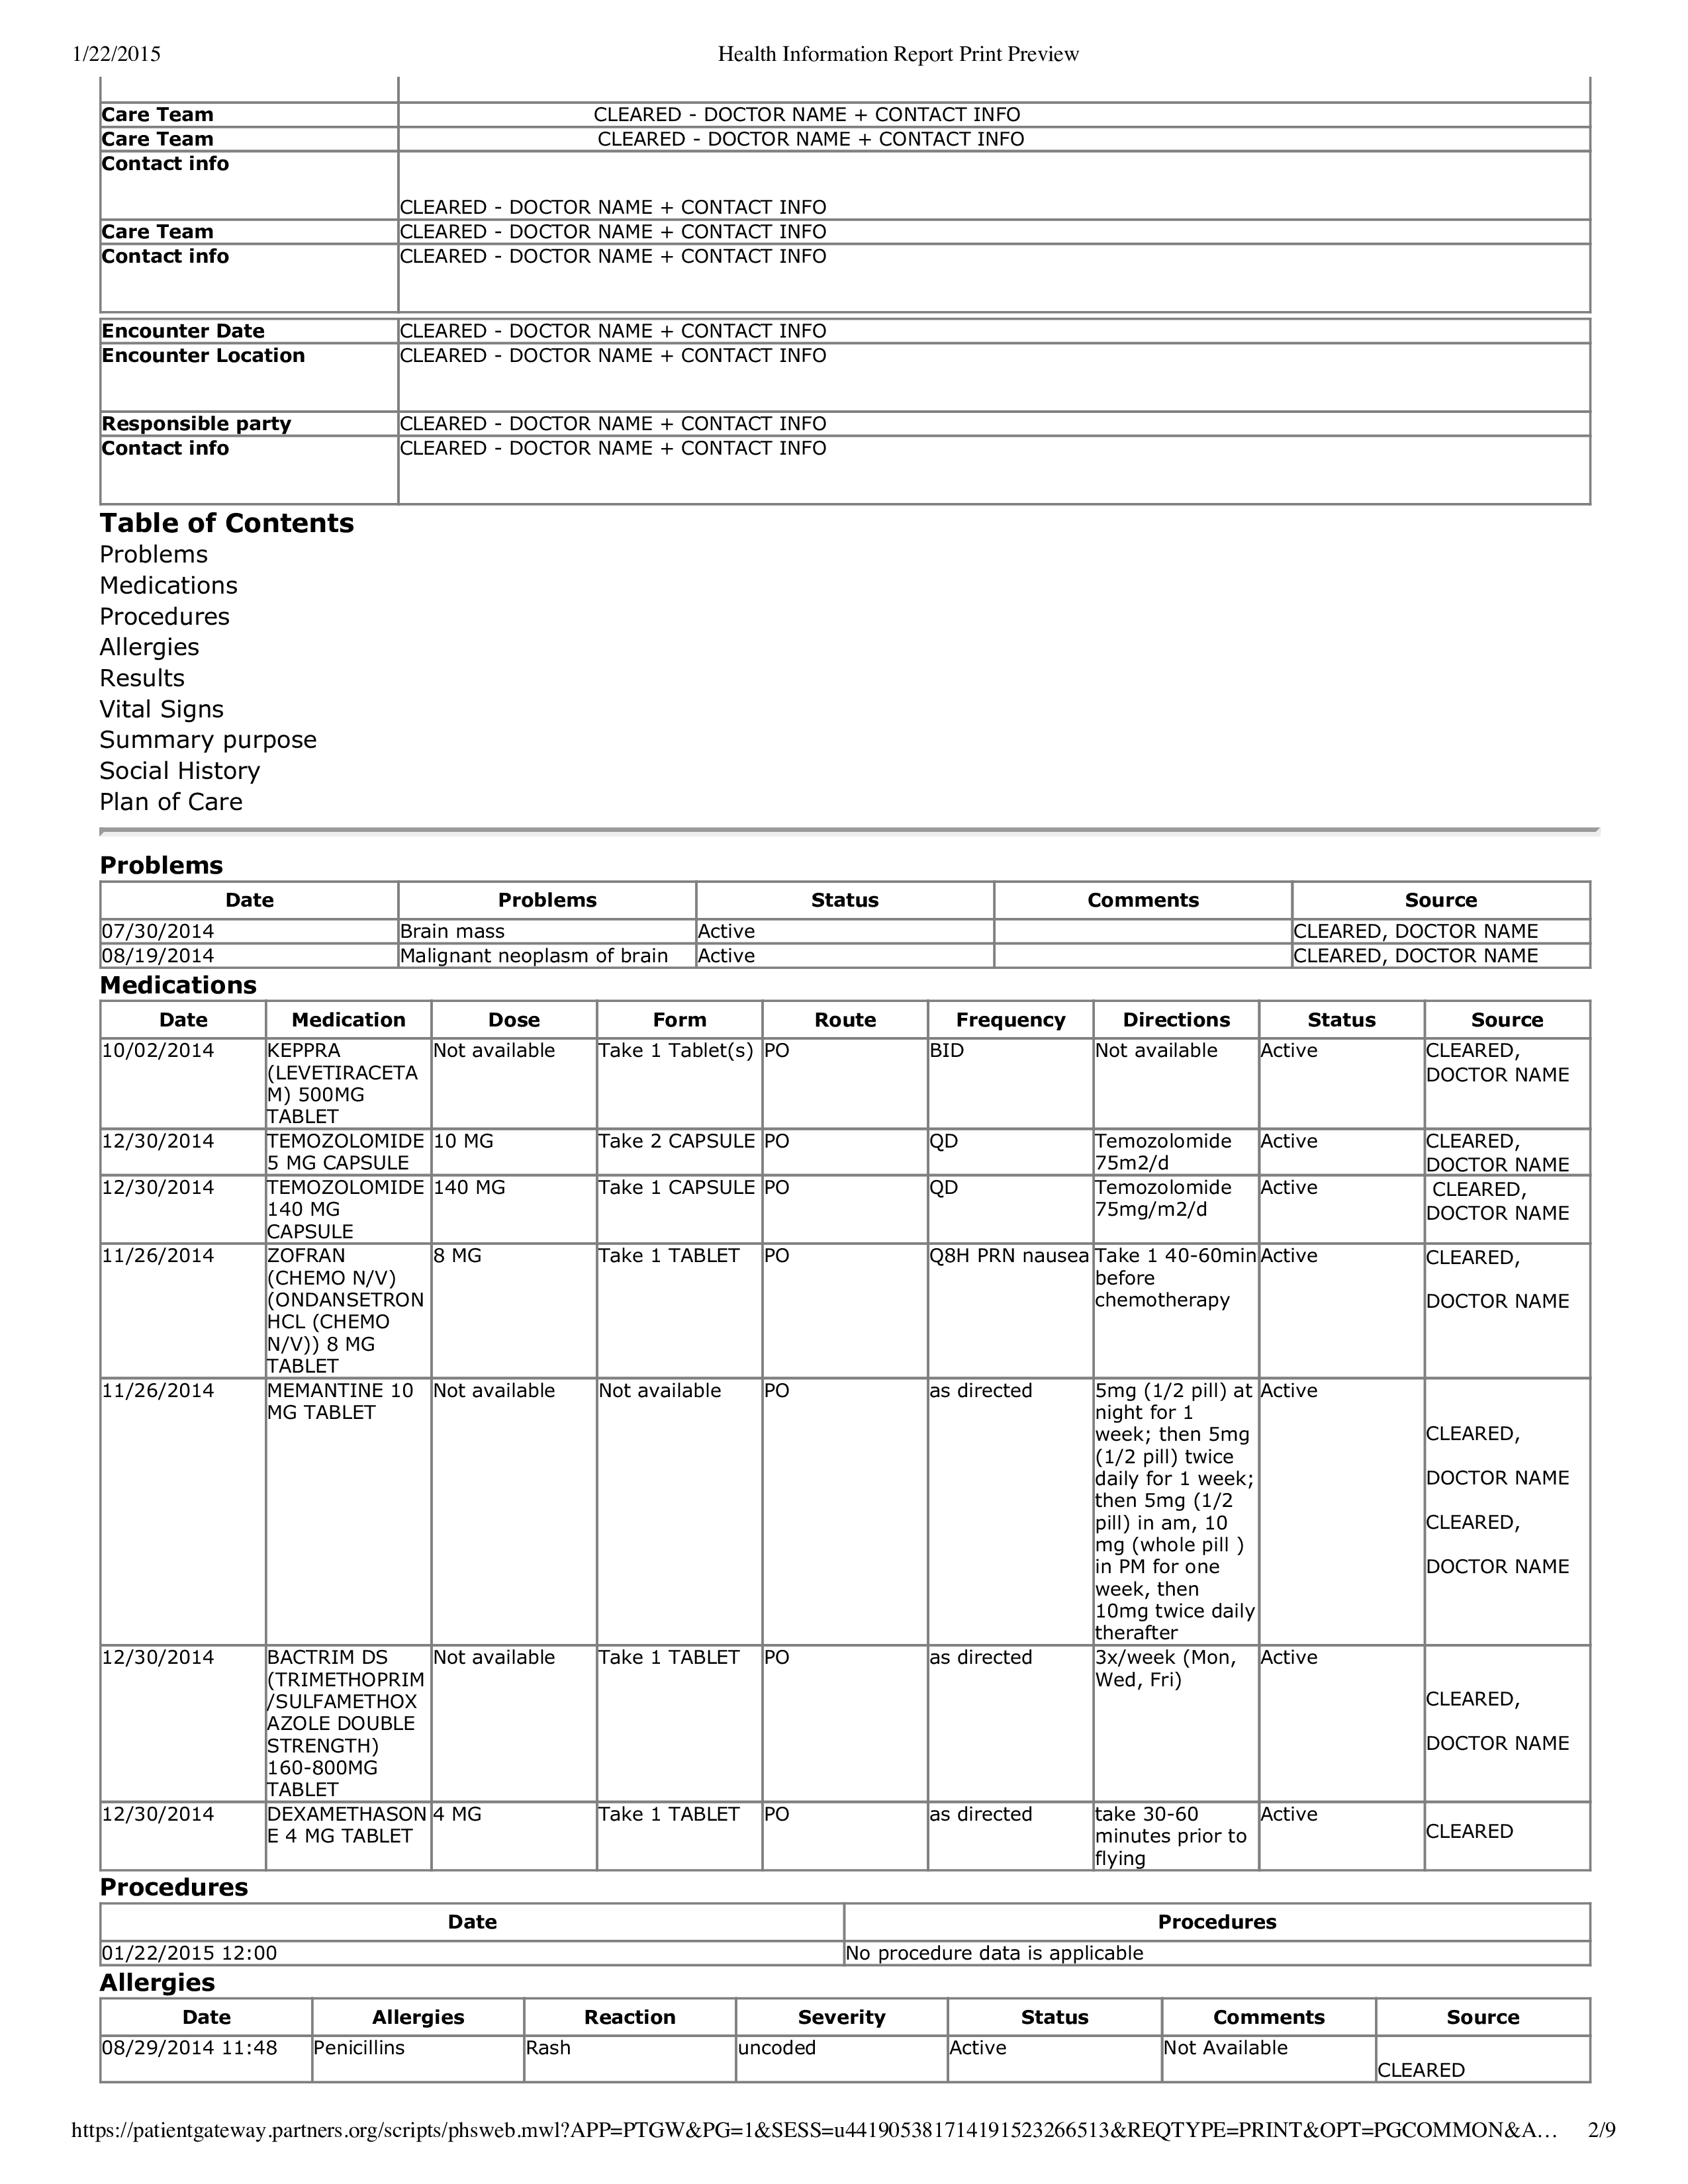 1/22/2015 Health Information Report Print Preview
Care Team CLEARED - DOCTOR NAME + CONTACT INFO
Care Team CLEARED - DOCTOR NAME + CONTACT INFO
Contact info
CLEARED - DOCTOR NAME + CONTACT INFO
Care Team CLEARED - DOCTOR NAME + CONTACT INFO
Contact info CLEARED - DOCTOR NAME + CONTACT INFO
Encounter Date CLEARED - DOCTOR NAME + CONTACT INFO
Encounter Location CLEARED - DOCTOR NAME + CONTACT INFO
Responsible party CLEARED - DOCTOR NAME + CONTACT INFO
Contact info CLEARED - DOCTOR NAME + CONTACT INFO
Table of Contents
Problems
Medications
Procedures
Allergies
Results
Vital Signs
Summary purpose
Social History
Plan of Care
Problems
Date Problems Status Comments Source
07/30/2014 Brain mass Active CLEARED, DOCTOR NAME
08/19/2014 Malignant neoplasm of brain Active CLEARED, DOCTOR NAME
Medications
Date Medication Dose Form Route Frequency Directions Status Source
10/02/2014 KEPPRA Not available Take 1 Tablet(s) PO BID Not available Active CLEARED,
(LEVETIRACETA DOCTOR NAME
M) 500MG
TABLET
12/30/2014 TEMOZOLOMIDE 10 MG Take 2 CAPSULE PO QD Temozolomide Active CLEARED,
5 MG CAPSULE 75m2/d DOCTOR NAME
12/30/2014 TEMOZOLOMIDE 140 MG Take 1 CAPSULE PO QD Temozolomide Active CLEARED,
140 MG 75mg/m2/d DOCTOR NAME
CAPSULE
11/26/2014 ZOFRAN 8 MG Take 1 TABLET PO Q8H PRN nausea Take 1 40-60min Active CLEARED,
(CHEMO N/V) before
(ONDANSETRON chemotherapy DOCTOR NAME
HCL (CHEMO
N/V)) 8 MG
TABLET
11/26/2014 MEMANTINE 10 Not available Not available PO as directed 5mg (1/2 pill) at Active
MG TABLET night for 1
week; then 5mg CLEARED,
(1/2 pill) twice
daily for 1 week; DOCTOR NAME
then 5mg (1/2
pill) in am, 10 CLEARED,
mg (whole pill )
in PM for one DOCTOR NAME
week, then
10mg twice daily
therafter
12/30/2014 BACTRIM DS Not available Take 1 TABLET PO as directed 3x/week (Mon, Active
(TRIMETHOPRIM Wed, Fri)
/SULFAMETHOX CLEARED,
AZOLE DOUBLE
STRENGTH) DOCTOR NAME
160-800MG
TABLET
12/30/2014 DEXAMETHASON 4 MG Take 1 TABLET PO as directed take 30-60 Active
E 4 MG TABLET minutes prior to CLEARED
flying
Procedures
Date Procedures
01/22/2015 12:00 No procedure data is applicable
Allergies
Date Allergies Reaction Severity Status Comments Source
08/29/2014 11:48 Penicillins Rash uncoded Active Not Available
CLEARED
https://patientgateway.partners.org/scripts/phsweb.mwl?APP=PTGW&PG=1&SESS=u441905381714191523266513&REQTYPE=PRINT&OPT=PGCOMMON&A… 2/9